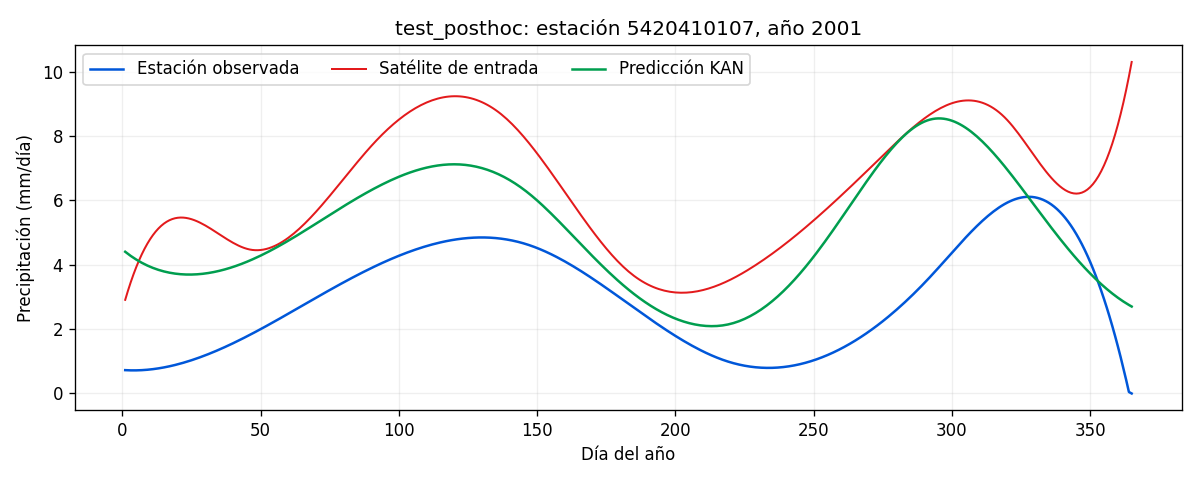 test_posthoc: estación 5420410107, año 2001
Estación observada
Satélite de entrada
Predicción KAN
Precipitación (mm/día)
10
8
6
4
2
0
0 50 100 150 200 250 300 350
Día del año